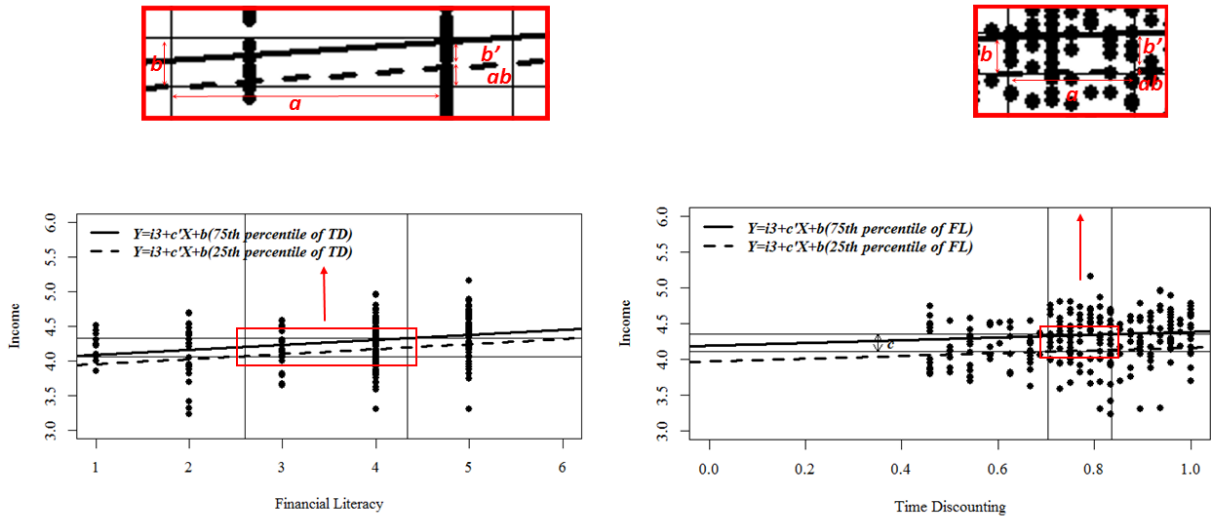 b
b'
ab
a
b
b'
ab
a
Y=i3+c'X+b(75th percentile of TD)
Y=i3+c'X+b(25th percentile of TD)
Income
3.0 3.5 4.0 4.5 5.0 5.5 6.0
1 2 3 4 5 6
Financial Literacy
Y=i3+c'X+b(75th percentile of FL)
Y=i3+c'X+b(25th percentile of FL)
c
Income
3.0 3.5 4.0 4.5 5.0 5.5 6.0
0.0 0.2 0.4 0.6 0.8 1.0
Time Discounting